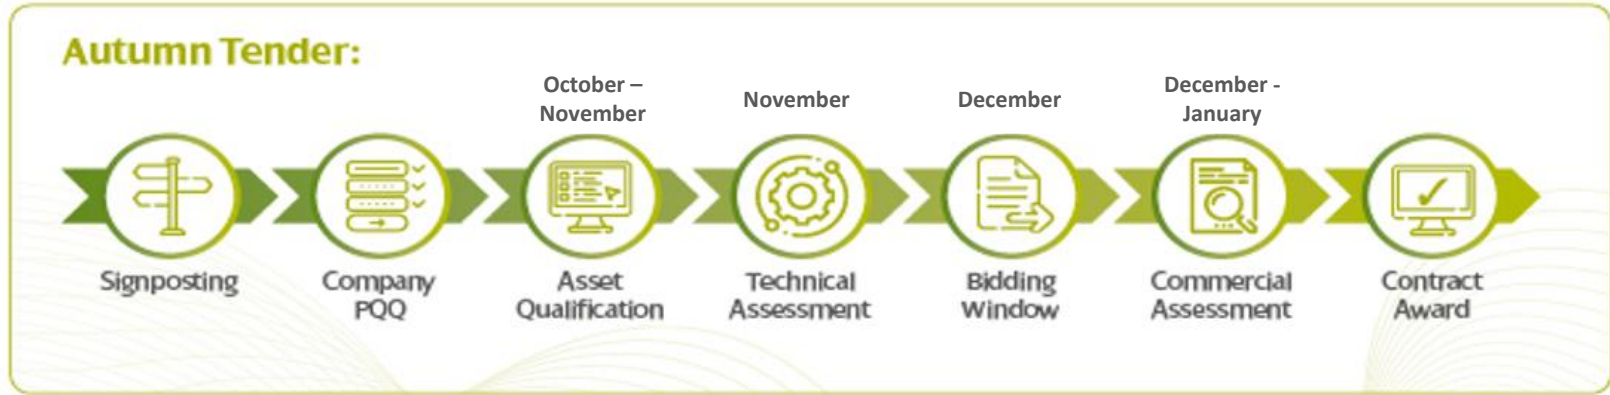 Autumn Tender:
October –
November
November
December
December -
January
Signposting
Company
PQQ
Asset
Qualification
Technical
Assessment
Bidding
Window
Commercial
Assessment
Contract
Award